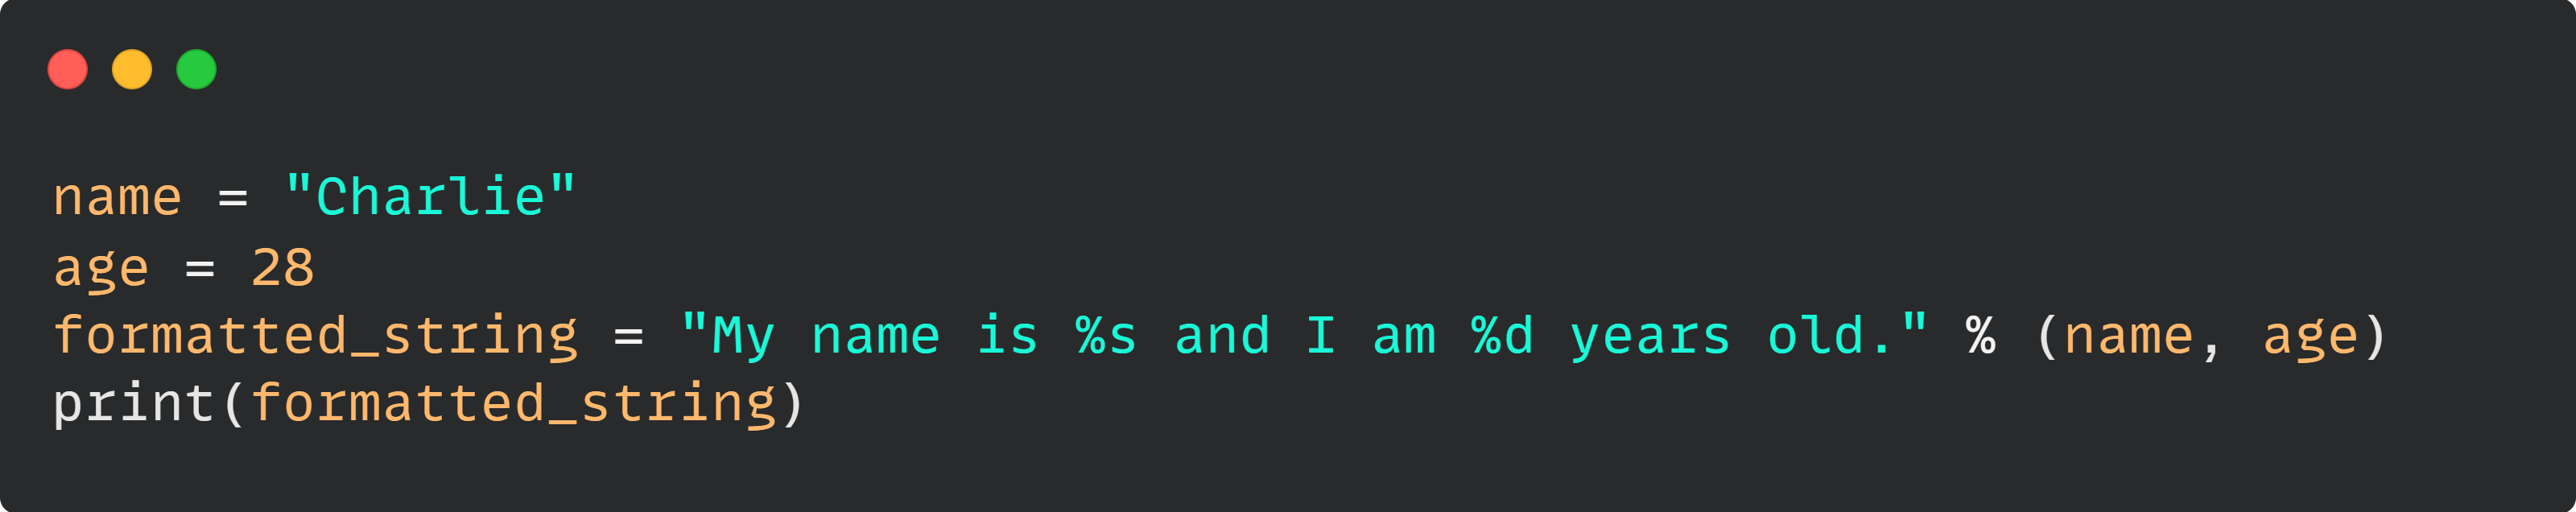 name = "Charlie"
age = 28
formatted_string = "My name is %s and I am %d years old." % (name, age)
print(formatted_string)